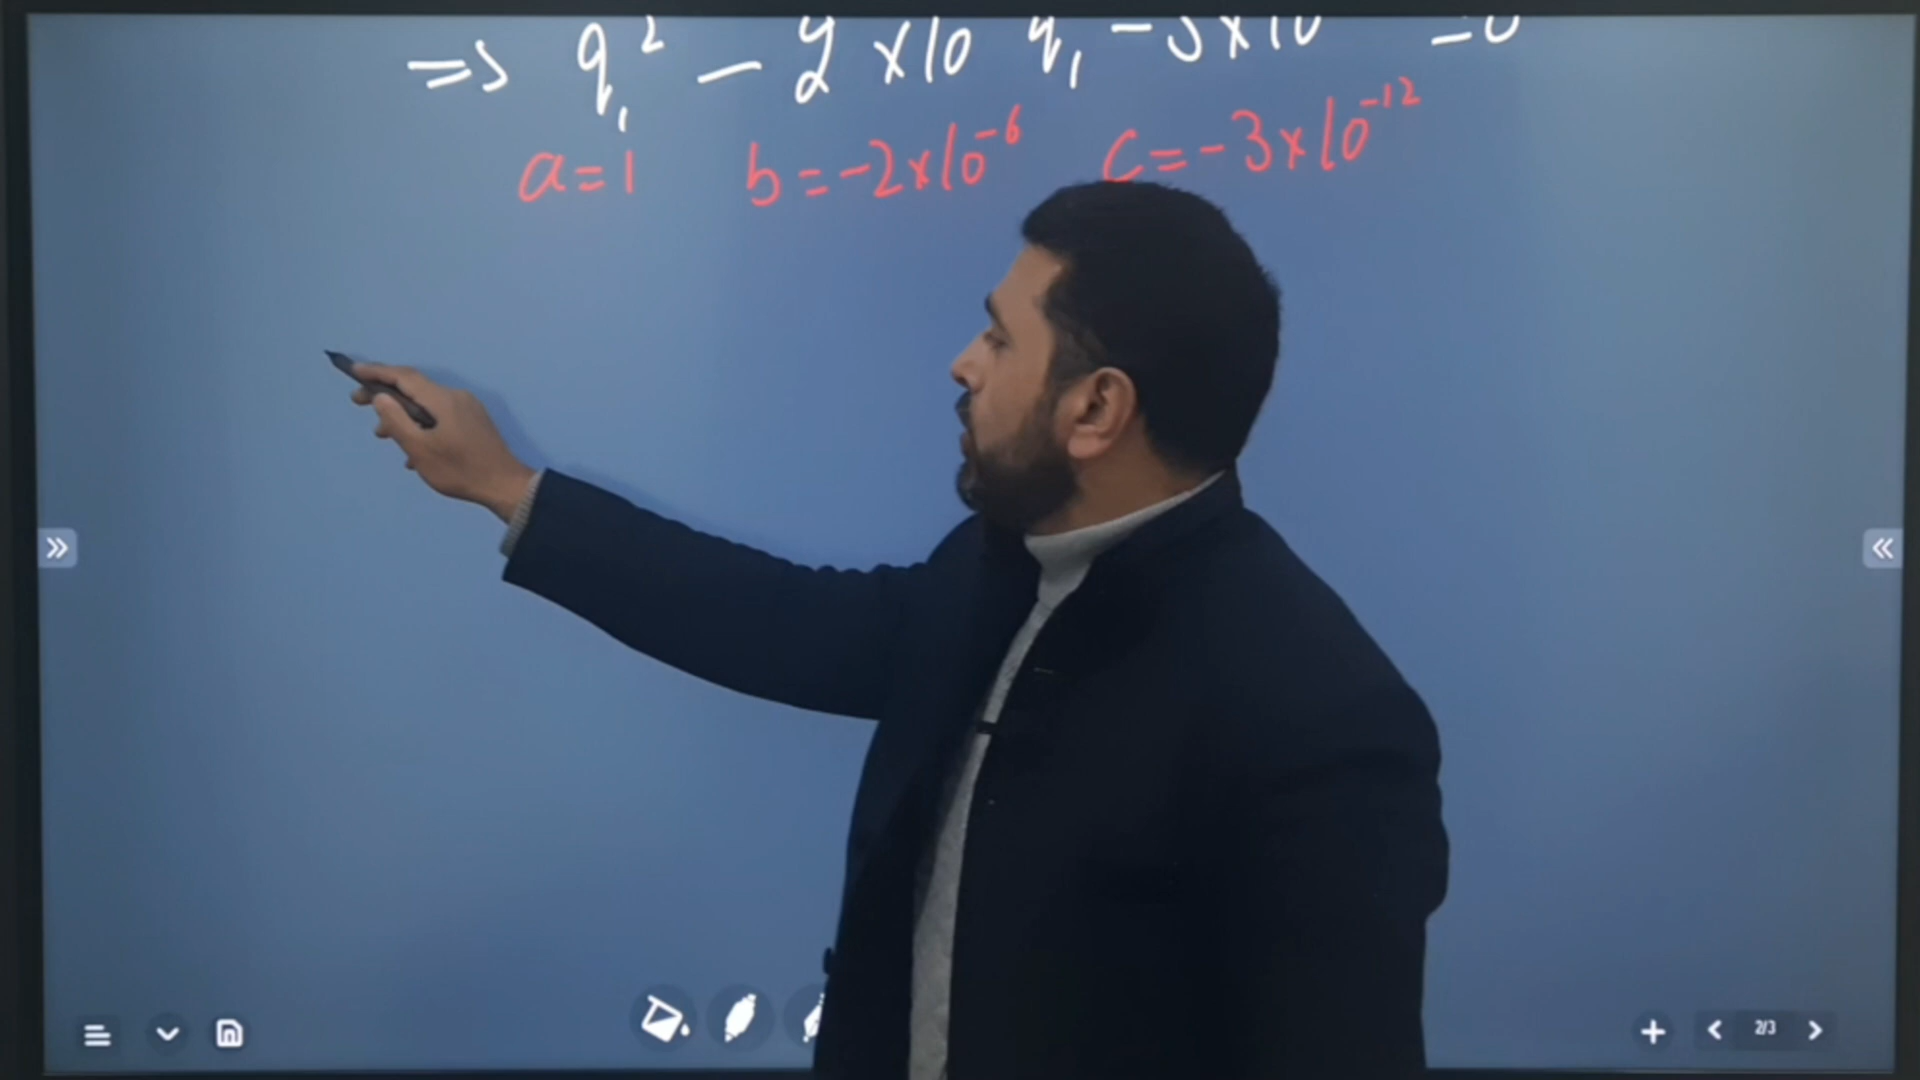 => q₁² - 2 ×10 q₁ - 3×10 = 0
a=1 b=-2×10⁻⁶ c=-3×10⁻¹²
2/3